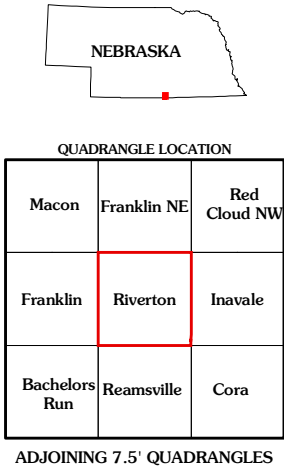 NEBRASKA
QUADRANGLE LOCATION
Macon
Franklin NE
Red
Cloud NW
Franklin
Riverton
Inavale
Bachelors
Run
Reamsville
Cora
ADJOINING 7.5' QUADRANGLES